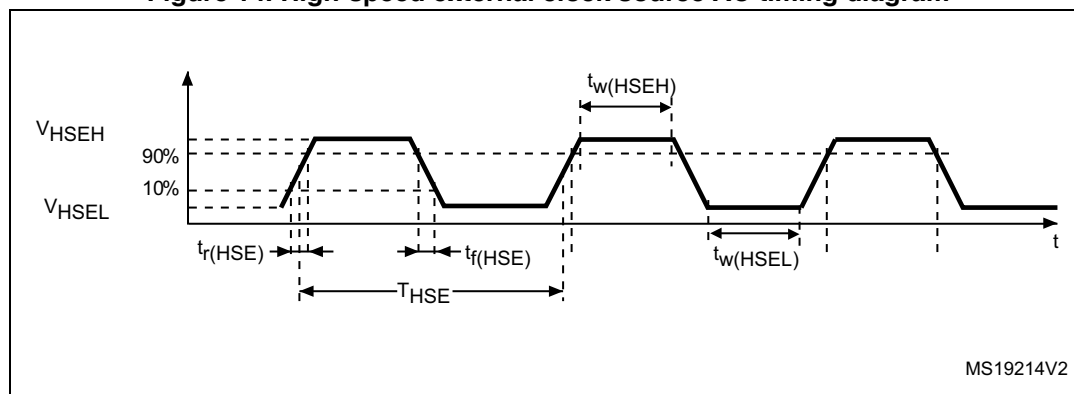 Figure 14. High-speed external clock source AC timing diagram
tw(HSEH)
VHSEH
90%
10%
VHSEL
t
tr(HSE)
tf(HSE)
tw(HSEL)
THSE
MS19214V2